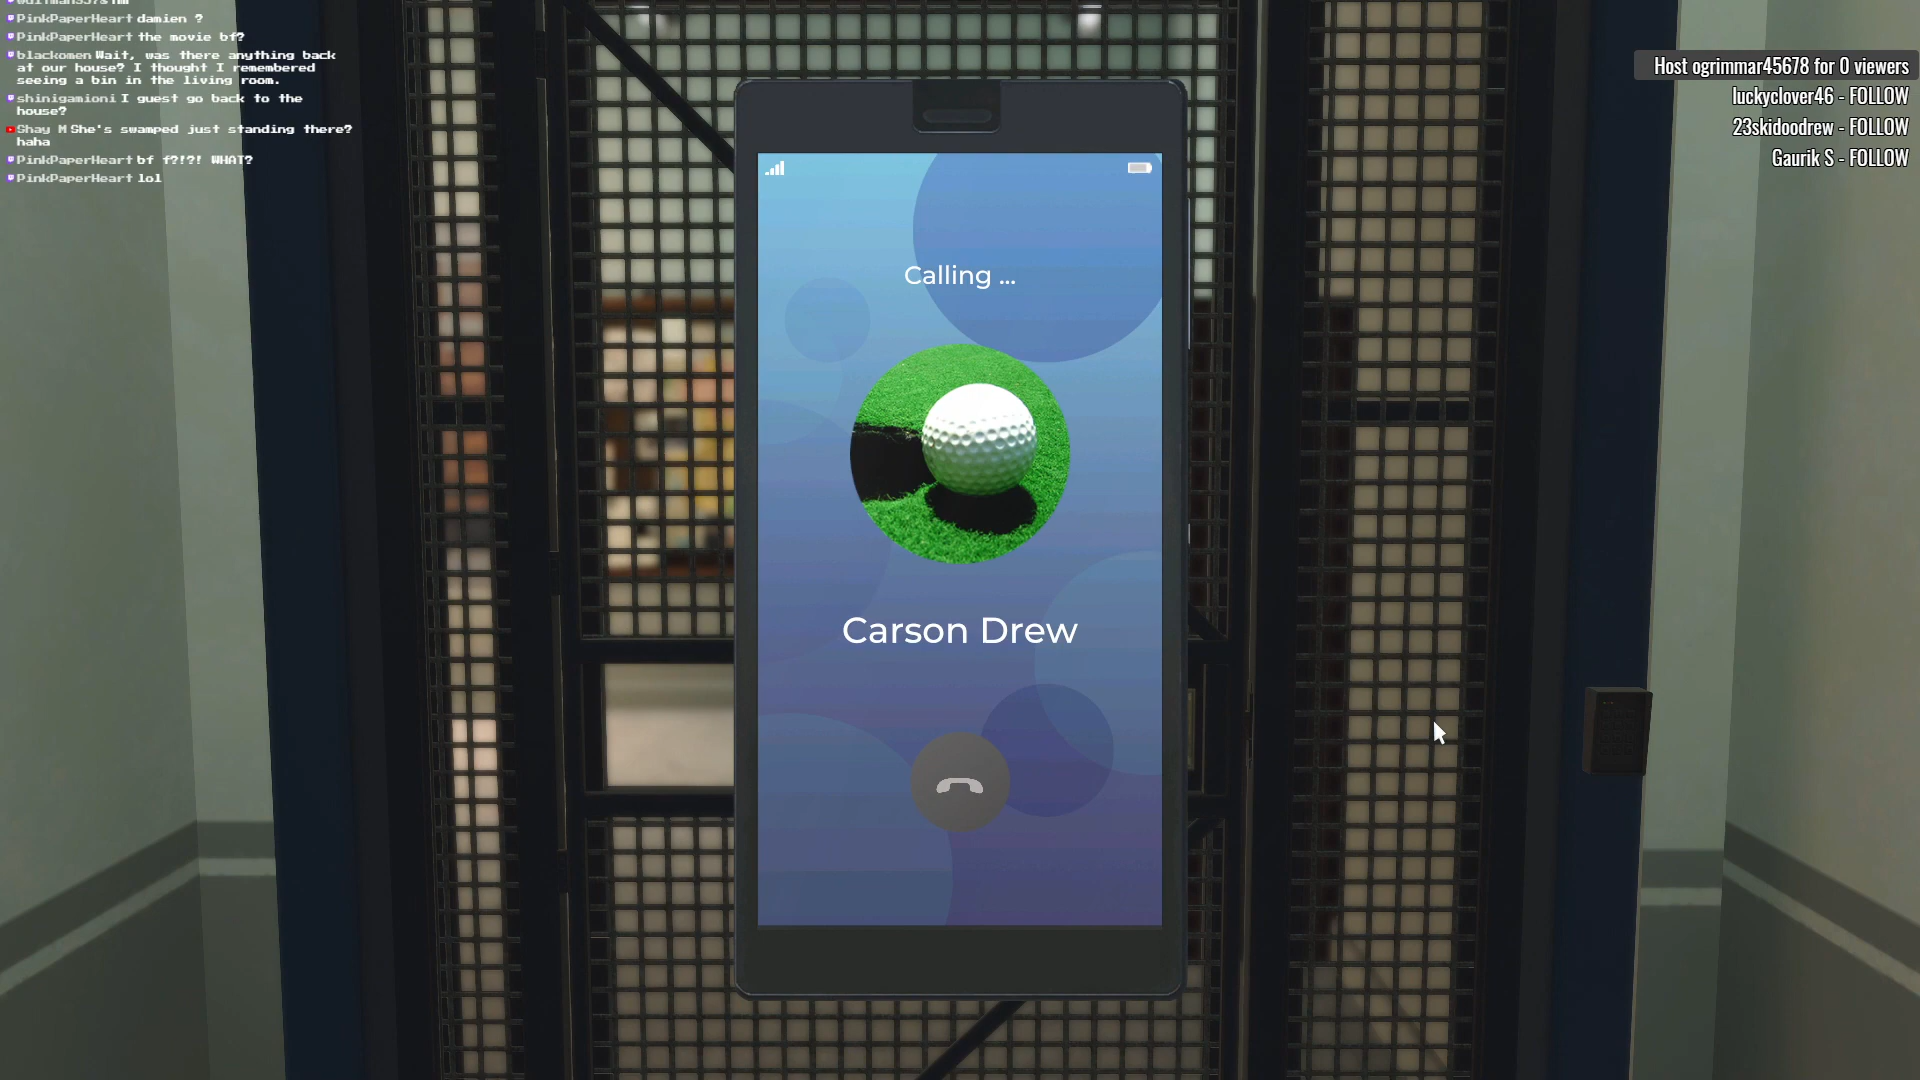 PinkPaperHeart damien ?
PinkPaperHeart the movie bf?
blackomen Wait, was there anything back
at our house? I thought I remembered
seeing a bin in the living room.
shinigamioni I guest go back to the
house?
Shay M She's swamped just standing there?
haha
PinkPaperHeart bf f?!?! WHAT?
PinkPaperHeart lol
Host ogrimmar45678 for 0 viewers
luckyclover46 - FOLLOW
23skidoodrew - FOLLOW
Gaurik S - FOLLOW
Calling ...
Carson Drew